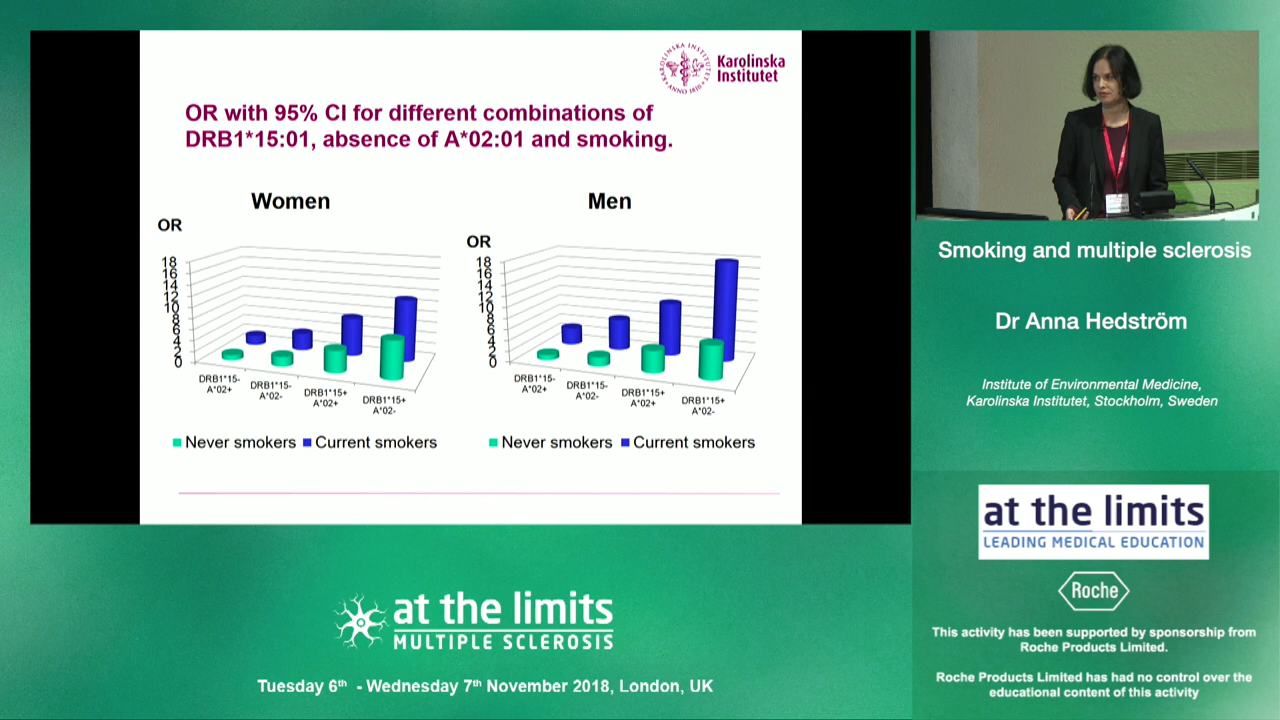 Karolinska
Institutet
KAROLINSKA INSTITUTET
ANNO 1810
OR with 95% CI for different combinations of
DRB1*15:01, absence of A*02:01 and smoking.
Women
OR
18
16
14
12
10
8
6
4
2
0
DRB1*15-
A*02+
DRB1*15-
A*02-
DRB1*15+
A*02+
DRB1*15+
A*02-
Never smokers
Current smokers
Men
OR
18
16
14
12
10
8
6
4
2
0
DRB1*15-
A*02+
DRB1*15-
A*02-
DRB1*15+
A*02+
DRB1*15+
A*02-
Never smokers
Current smokers
Smoking and multiple sclerosis
Dr Anna Hedström
Institute of Environmental Medicine,
Karolinska Institutet, Stockholm, Sweden
at the limits
LEADING MEDICAL EDUCATION
Roche
This activity has been supported by sponsorship from
Roche Products Limited.
Roche Products Limited has had no control over the
educational content of this activity
at the limits
MULTIPLE SCLEROSIS
Tuesday 6th - Wednesday 7th November 2018, London, UK